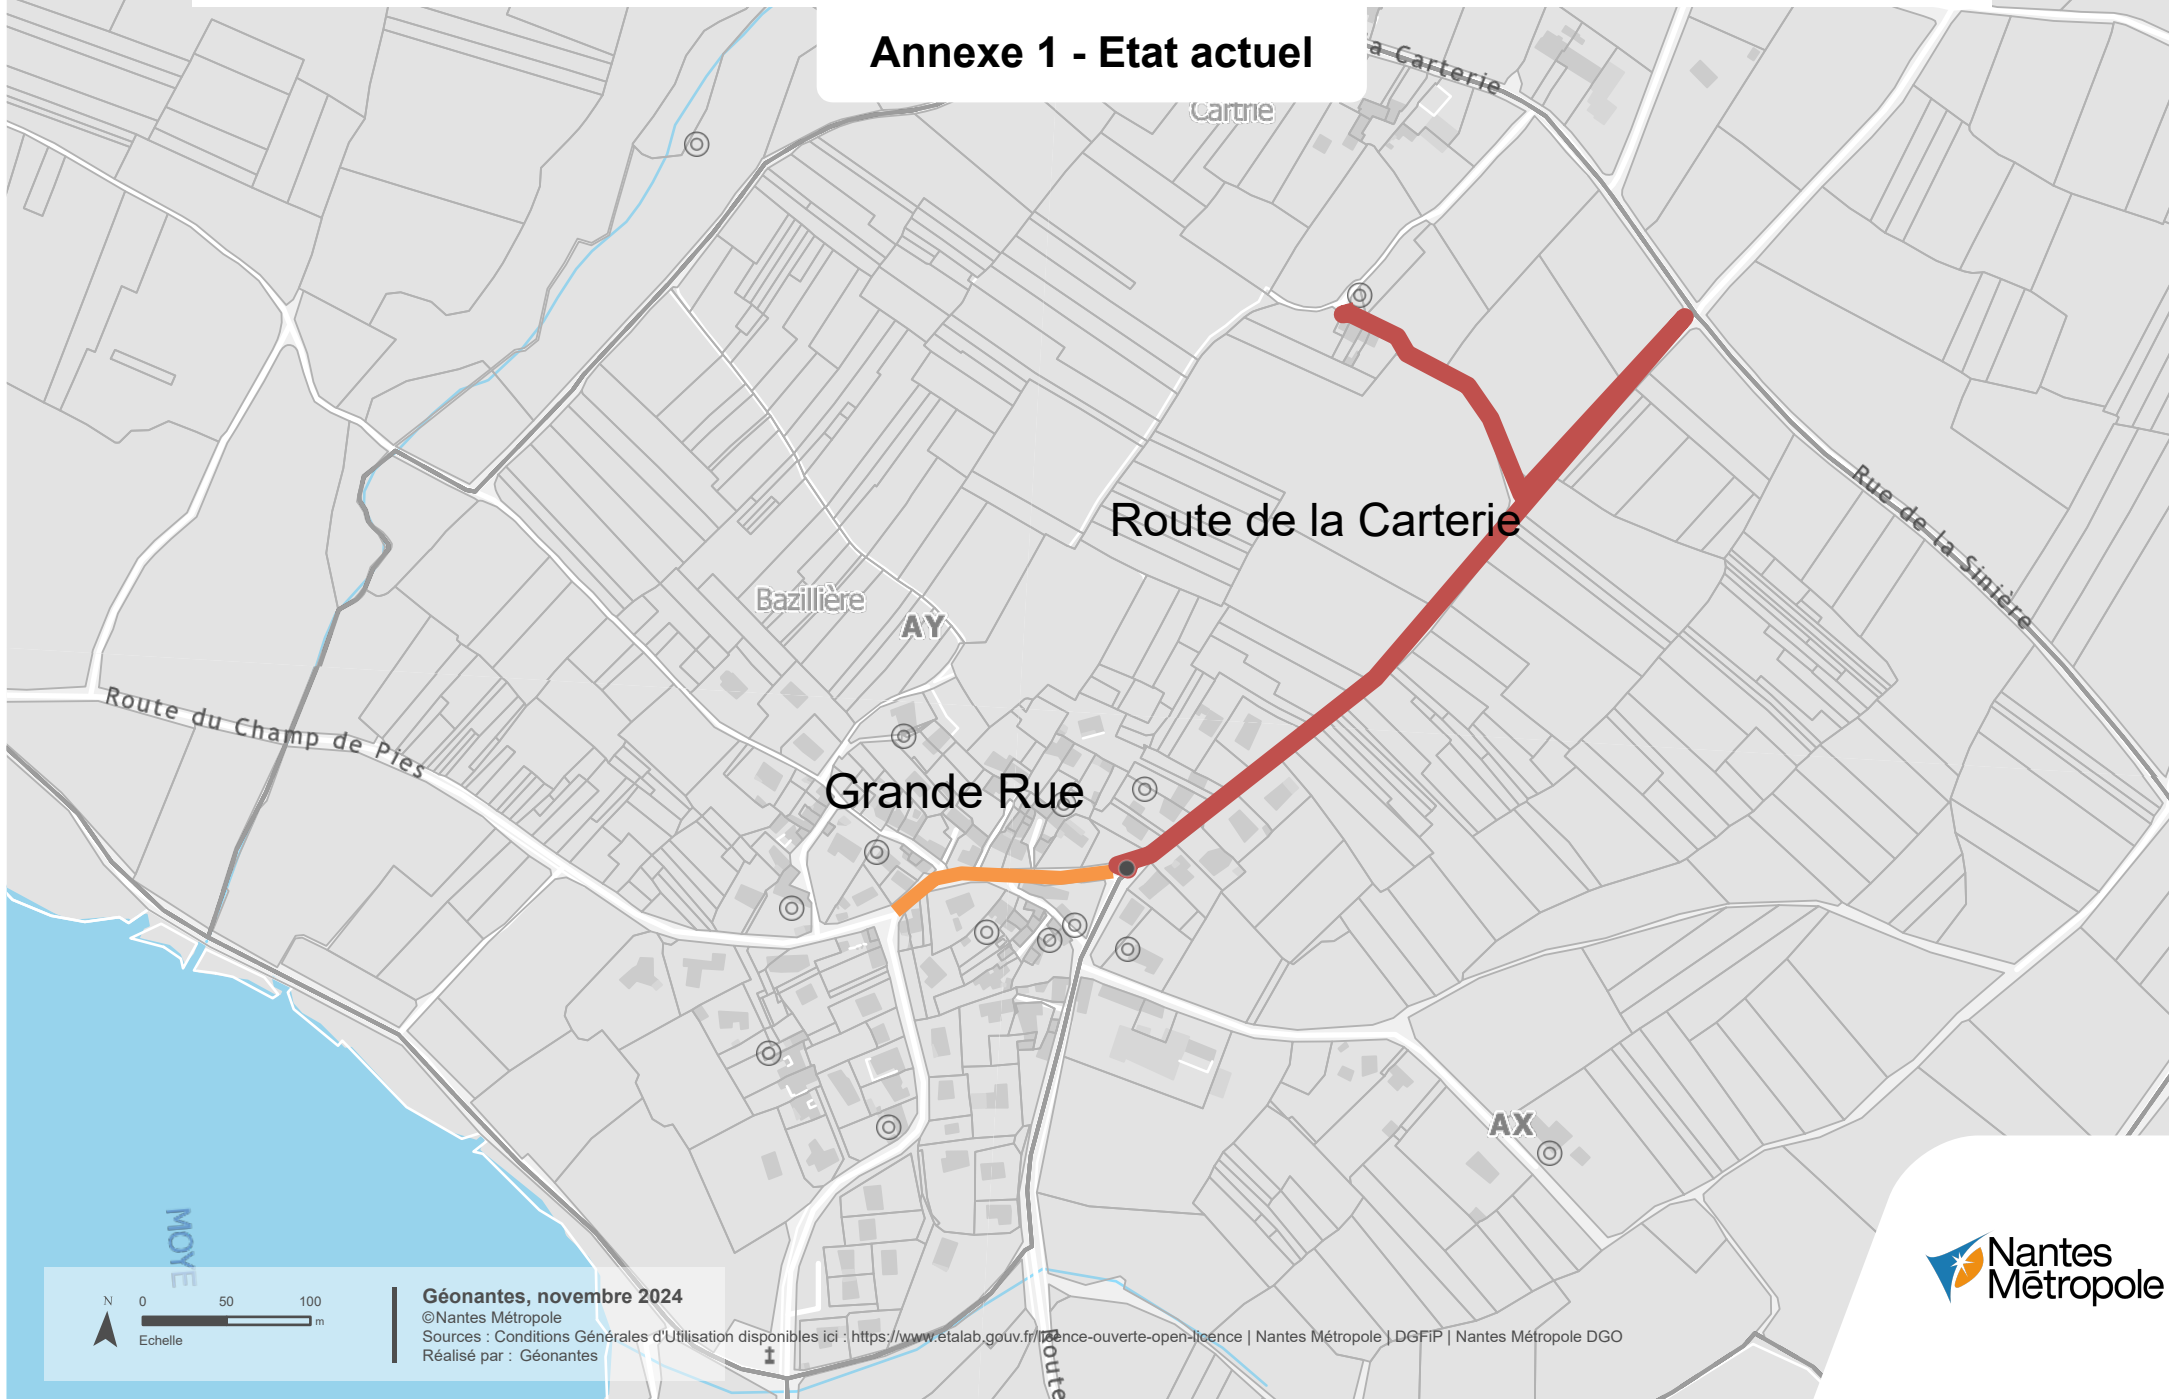 Annexe 1 - Etat actuel
a Carterie
Cartrie
Route de la Carterie
Rue de la Sinière
Bazillière
AY
Route du Champ de Pies
Grande Rue
AX
MOYE
N 0 50 100 m
Echelle
Géonantes, novembre 2024
©Nantes Métropole
Sources : Conditions Générales d'Utilisation disponibles ici : https://www.etalab.gouv.fr/licence-ouverte-open-licence | Nantes Métropole | DGFiP | Nantes Métropole DGO
Réalisé par : Géonantes
Route
Nantes
Métropole